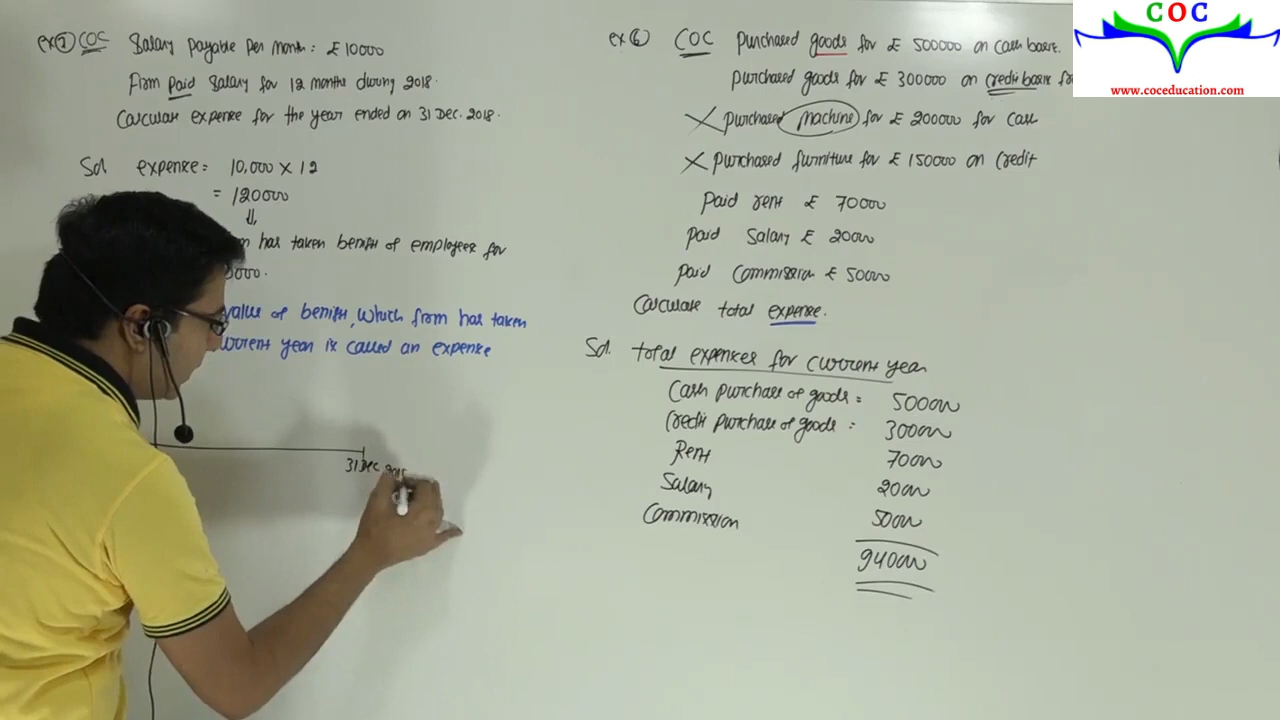 ex ⑦ COC Salary payable per month = £ 10000
from paid salary for 12 months during 2018.
Calculate expense for the year ended on 31 Dec. 2018.
Sol. expense = 10,000 × 12
= 120000
⇓
has taken benefit of employees for
0000.
value of benifit, which from has taken
current year is called an expense
31 Dec 201
ex ⑥ COC purchased goods for £ 500000 on cash basis.
purchased goods for £ 300000 on credit basis
× purchased machine for £ 200000 for cash
× purchased furniture for £ 150000 on credit
paid rent £ 70000
paid salary £ 20000
paid commission £ 50000
Calculate total expense.
Sol. total expenses for current year
Cash purchase of goods = 500000
Credit purchase of goods = 300000
Rent 70000
Salary 20000
Commission 50000
940000
COC
www.coceducation.com